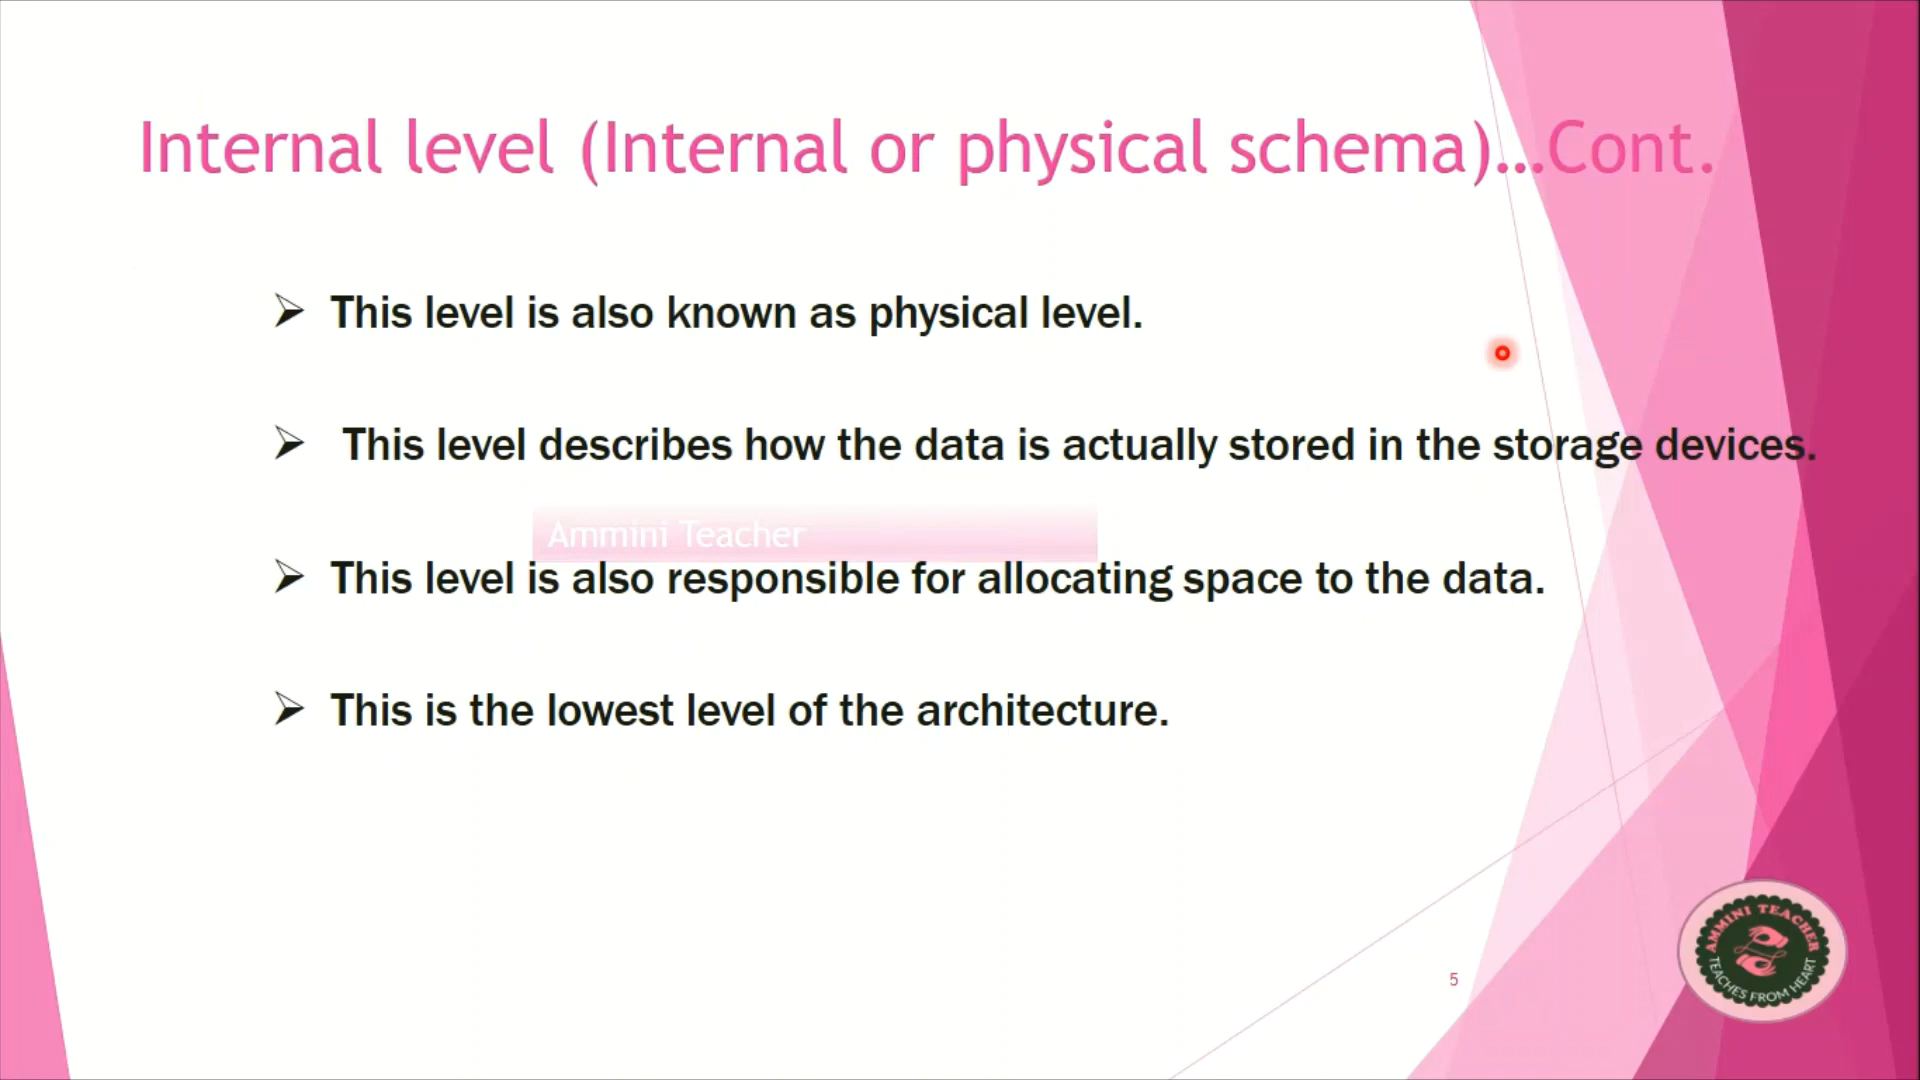 Internal level (Internal or physical schema)...Cont.
➢ This level is also known as physical level.
➢ This level describes how the data is actually stored in the storage devices.
Ammini Teacher
➢ This level is also responsible for allocating space to the data.
➢ This is the lowest level of the architecture.
5
AMMINI TEACHER
TEACHES FROM HEART